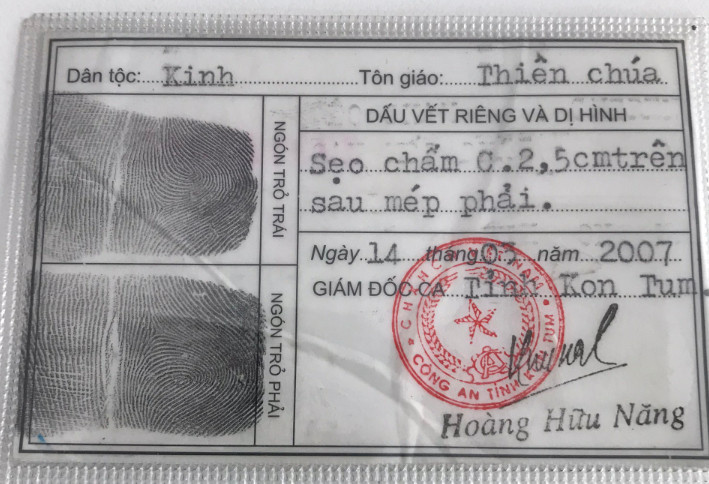 Dân tộc: Kinh Tôn giáo: Thiên chúa
DẤU VẾT RIÊNG VÀ DỊ HÌNH
NGÓN TRỎ TRÁI
Sẹo chấm C.2,5cmtrên
sau mép phải.
Ngày 14 tháng 05 năm 2007
GIÁM ĐỐC CA Tỉnh Kon Tum.
NGÓN TRỎ PHẢI
CÔNG AN TỈNH
Hoàng Hữu Năng